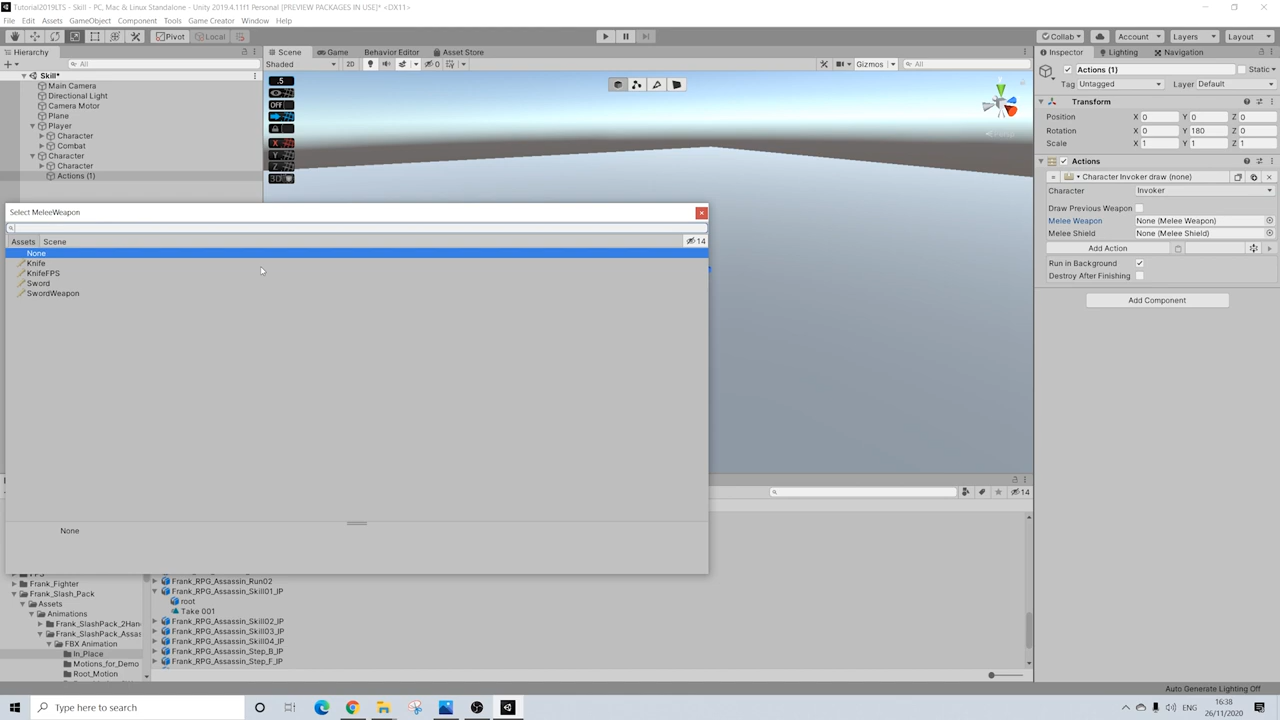 Tutorial2019LTS - Skill - PC, Mac & Linux Standalone - Unity 2019.4.11f1 Personal [PREVIEW PACKAGES IN USE]* <DX11>
File Edit Assets GameObject Component Tools Game Creator Window Help
Pivot Local
Collab Account Layers Layout
Hierarchy
Scene Game Behavior Editor Asset Store
Inspector Lighting Navigation
All
Shaded 2D 0 Gizmos All
Skill*
Main Camera
Directional Light
Camera Motor
Plane
Player
Character
Combat
Character
Character
Actions (1)
.5
OFF
X
Y
Z
3D
Persp
Actions (1) Static
Tag Untagged Layer Default
Transform
Position X 0 Y 0 Z 0
Rotation X 0 Y 180 Z 0
Scale X 1 Y 1 Z 1
Actions
Character Invoker draw (none)
Character Invoker
Draw Previous Weapon
Melee Weapon None (Melee Weapon)
Melee Shield None (Melee Shield)
Add Action
Run in Background
Destroy After Finishing
Add Component
Select MeleeWeapon
Assets Scene 14
None
Knife
KnifeFPS
Sword
SwordWeapon
None
14
Frank_Fighter
Frank_Slash_Pack
Assets
Animations
Frank_SlashPack_2Han
Frank_SlashPack_Assas
FBX Animation
In_Place
Motions_for_Demo
Root_Motion
Frank_RPG_Assassin_Run02
Frank_RPG_Assassin_Skill01_IP
root
Take 001
Frank_RPG_Assassin_Skill02_IP
Frank_RPG_Assassin_Skill03_IP
Frank_RPG_Assassin_Skill04_IP
Frank_RPG_Assassin_Step_B_IP
Frank_RPG_Assassin_Step_F_IP
Auto Generate Lighting Off
Type here to search
ENG
16:38
26/11/2020